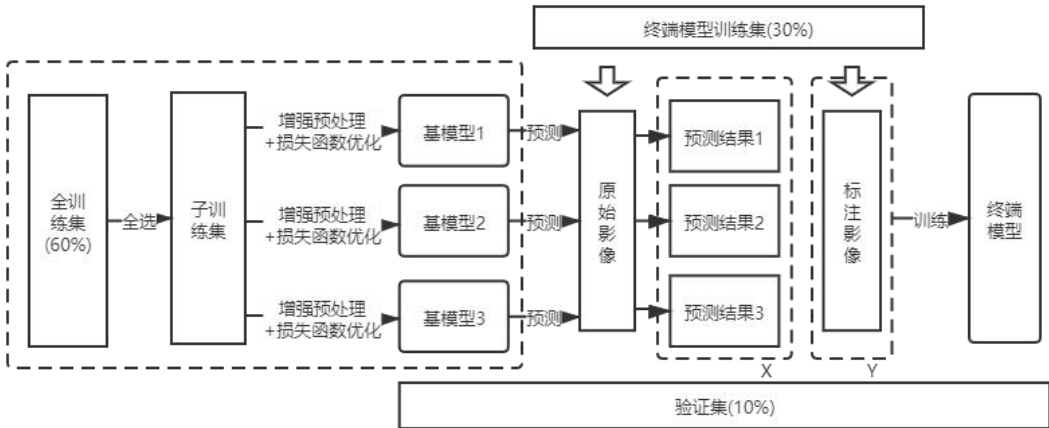 终端模型训练集(30%)
全训
练集
(60%)
全选
子训
练集
增强预处理
+损失函数优化
基模型1
预测
增强预处理
+损失函数优化
基模型2
预测
增强预处理
+损失函数优化
基模型3
预测
原始影像
预测结果1
预测结果2
预测结果3
X
标注影像
Y
训练
终端
模型
验证集(10%)